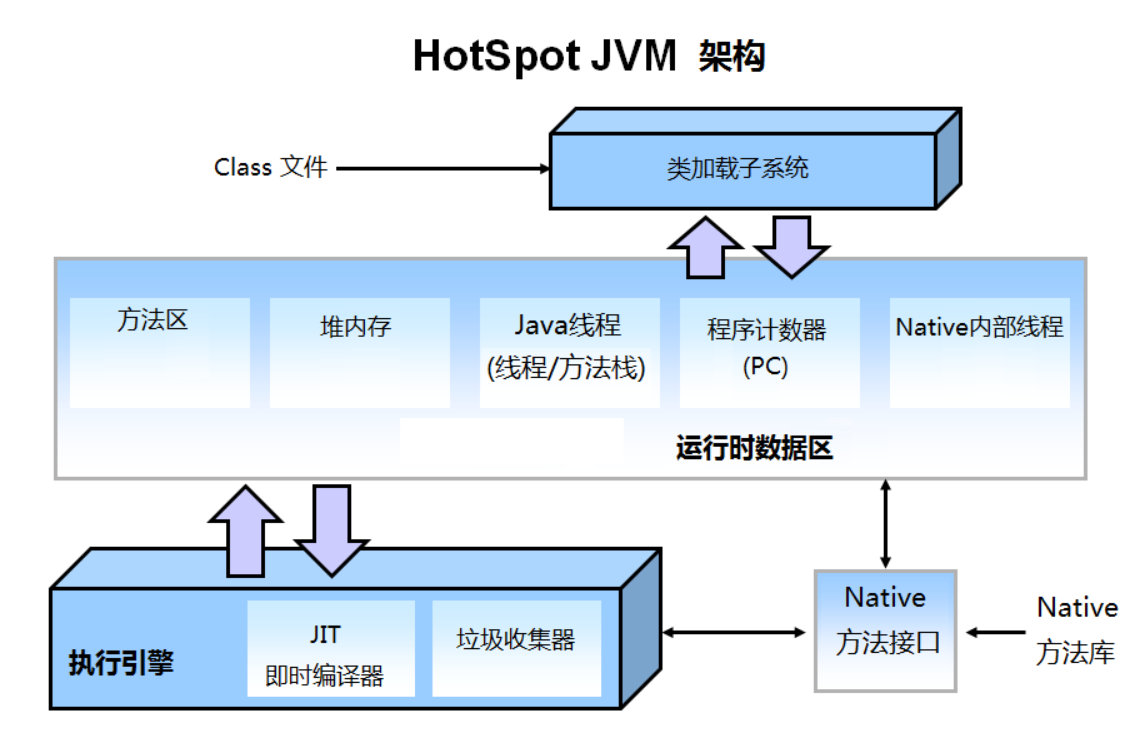 HotSpot JVM 架构
Class 文件
类加载子系统
方法区
堆内存
Java线程
(线程/方法栈)
程序计数器
(PC)
Native内部线程
运行时数据区
执行引擎
JIT
即时编译器
垃圾收集器
Native
方法接口
Native
方法库